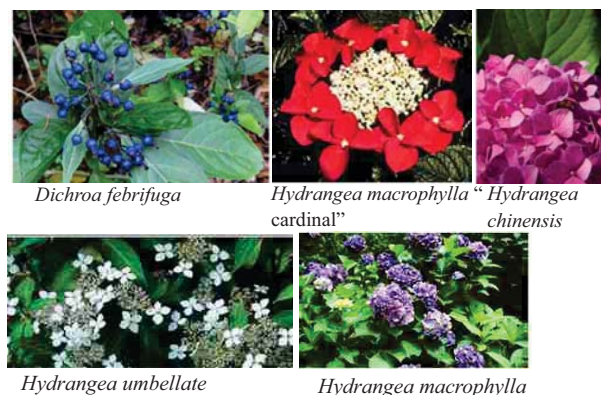 Dichroa febrifuga
Hydrangea macrophylla “
cardinal”
Hydrangea
chinensis
Hydrangea umbellate
Hydrangea macrophylla